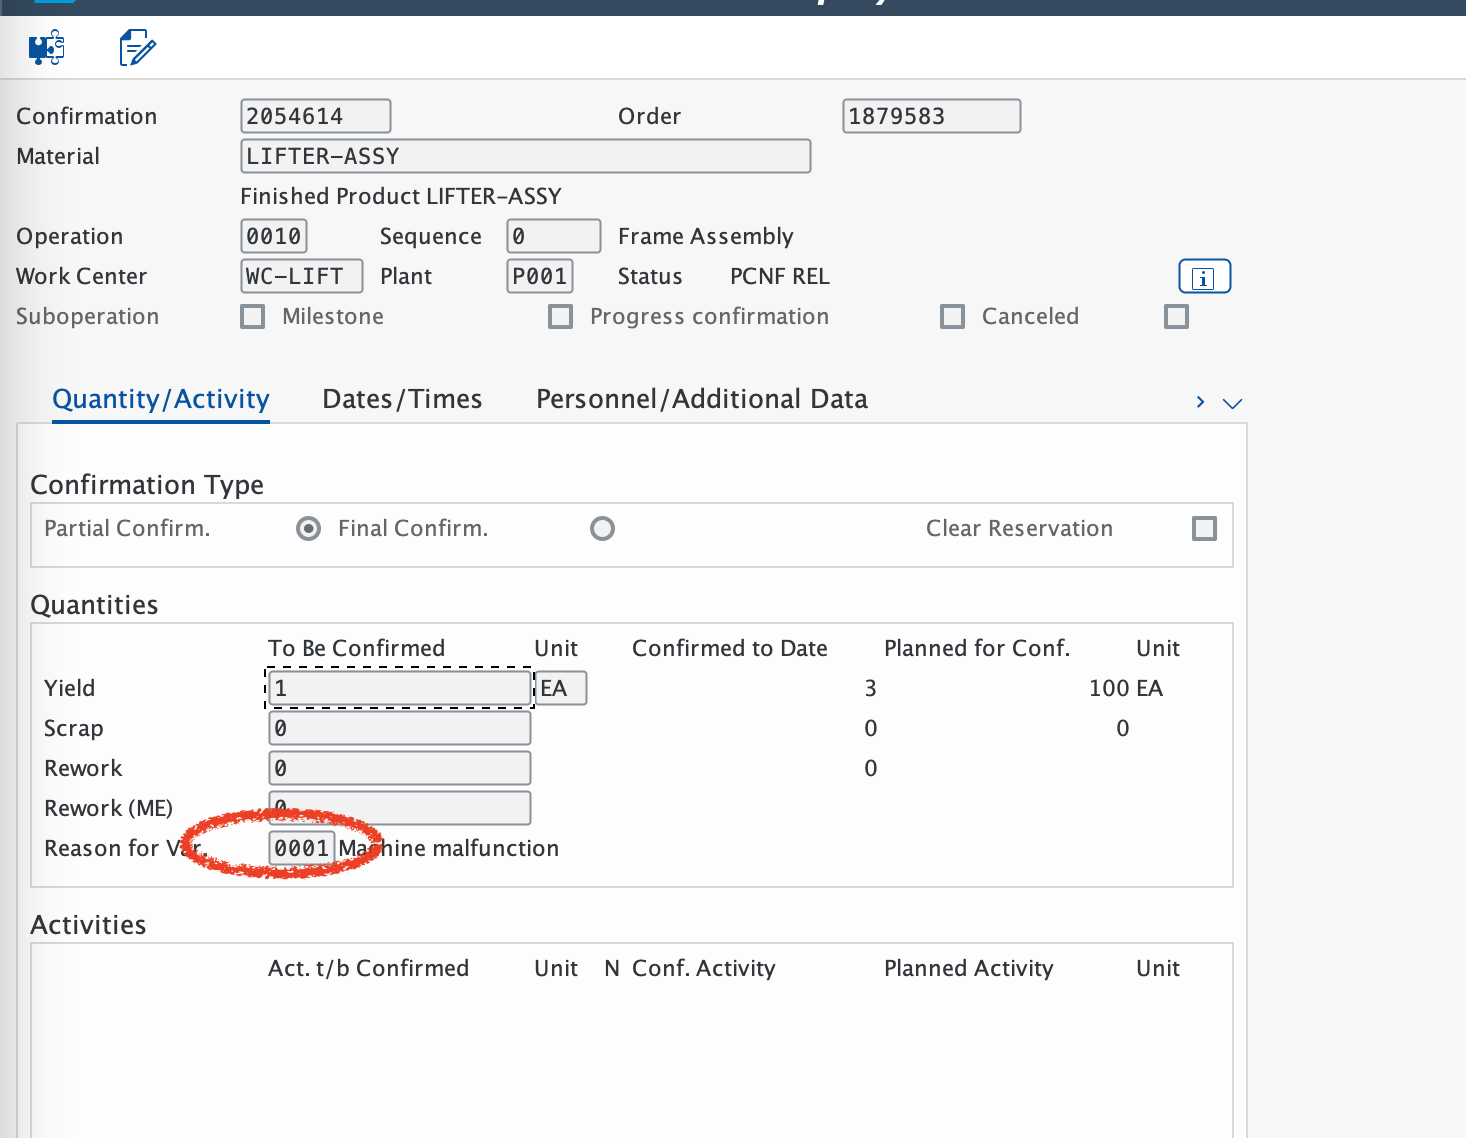 Confirmation 2054614 Order 1879583
Material LIFTER-ASSY
Finished Product LIFTER-ASSY
Operation 0010 Sequence 0 Frame Assembly
Work Center WC-LIFT Plant P001 Status PCNF REL
Suboperation Milestone Progress confirmation Canceled
Quantity/Activity Dates/Times Personnel/Additional Data
Confirmation Type
Partial Confirm. Final Confirm. Clear Reservation
Quantities
To Be Confirmed Unit Confirmed to Date Planned for Conf. Unit
Yield 1 EA 3 100 EA
Scrap 0 0 0
Rework 0 0
Rework (ME) 0
Reason for Var. 0001 Machine malfunction
Activities
Act. t/b Confirmed Unit N Conf. Activity Planned Activity Unit